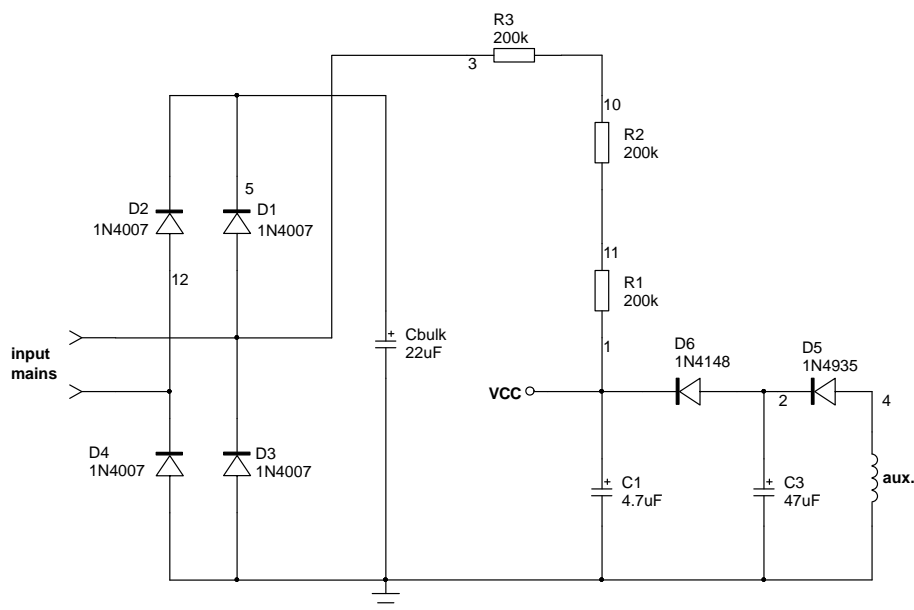 R3
200k
3
10
R2
200k
5
D2
1N4007
D1
1N4007
11
12
R1
200k
input
mains
Cbulk
+
22uF
1
D6
1N4148
D5
1N4935
VCC
2
4
D4
1N4007
D3
1N4007
+
C1
4.7uF
+
C3
47uF
aux.